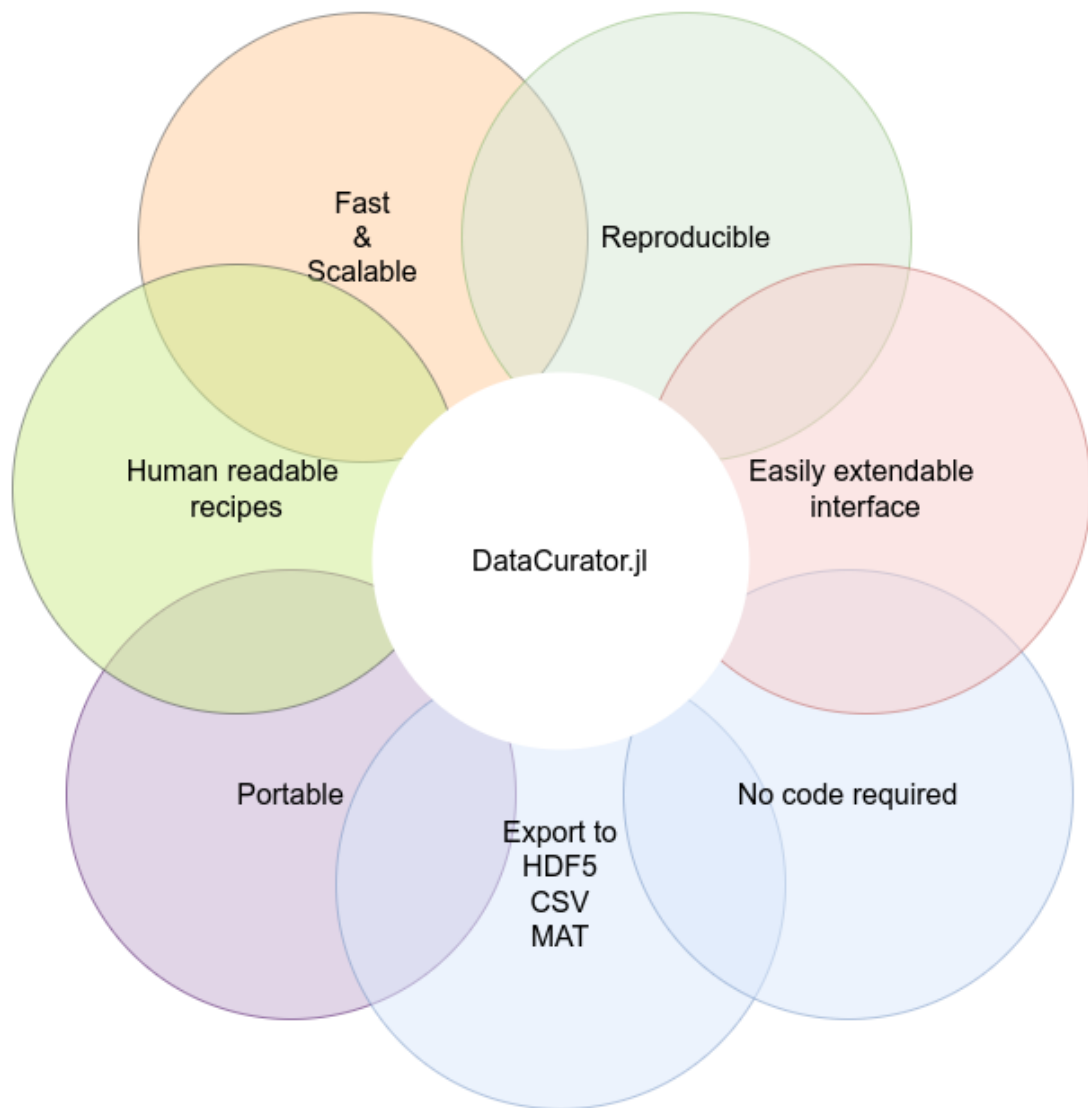 Fast
&
Scalable
Reproducible
Human readable
recipes
Easily extendable
interface
DataCurator.jl
Portable
No code required
Export to
HDF5
CSV
MAT